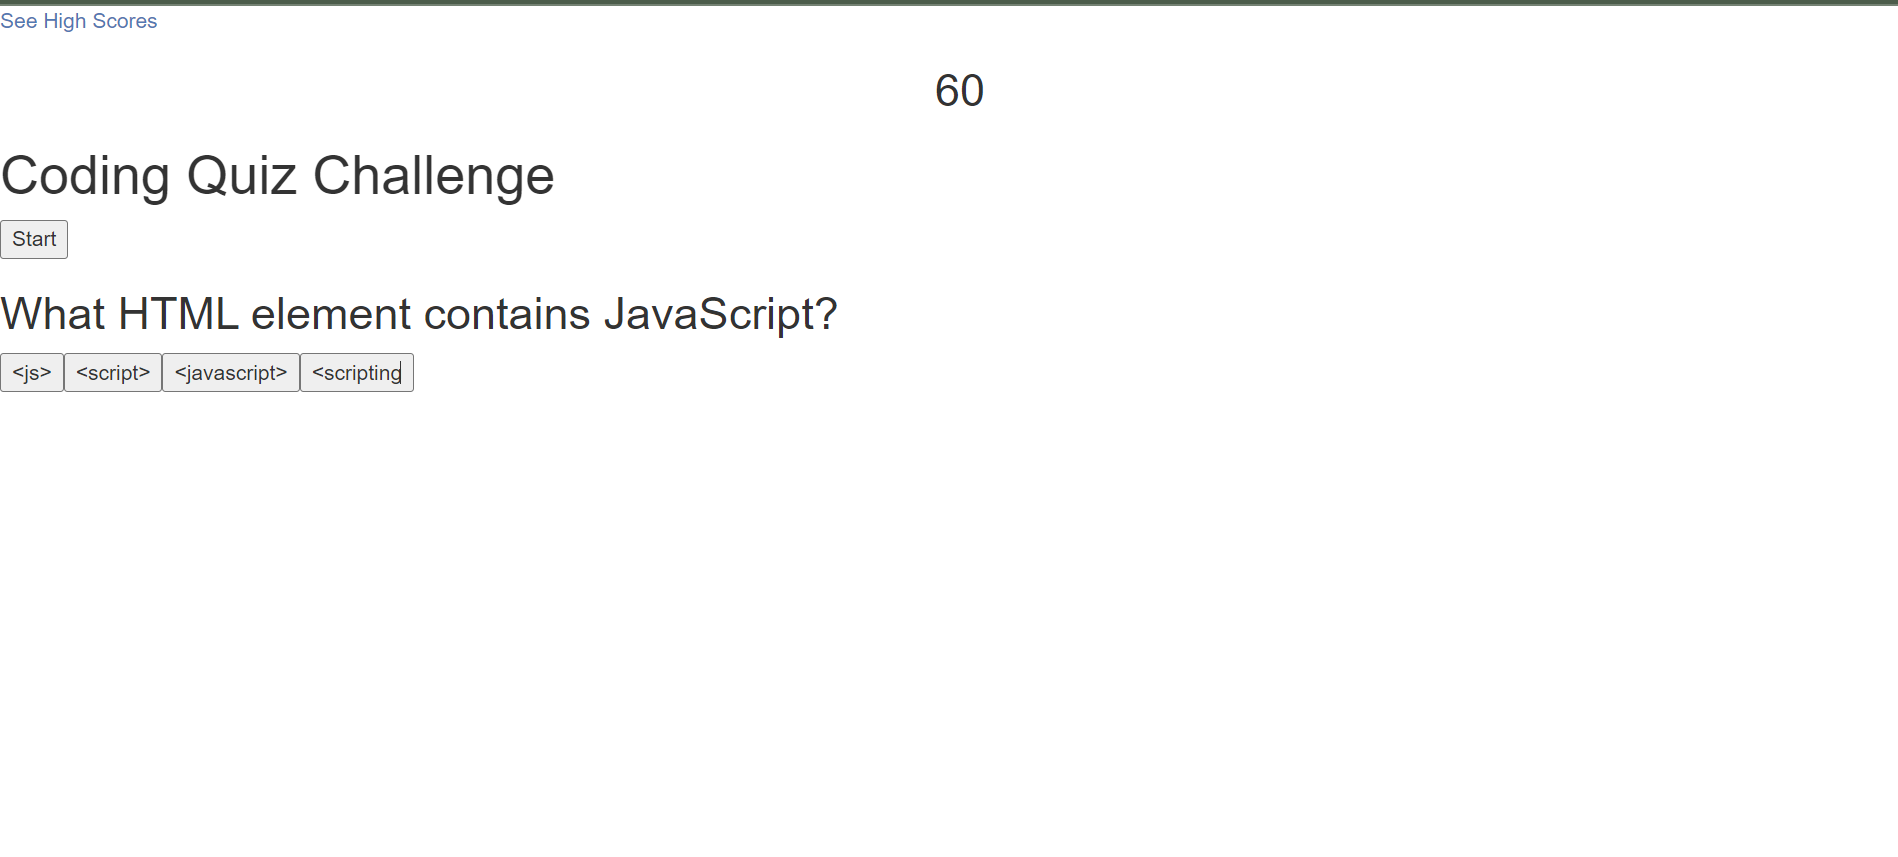 See High Scores
60
Coding Quiz Challenge
Start
What HTML element contains JavaScript?
<js> <script> <javascript> <scripting